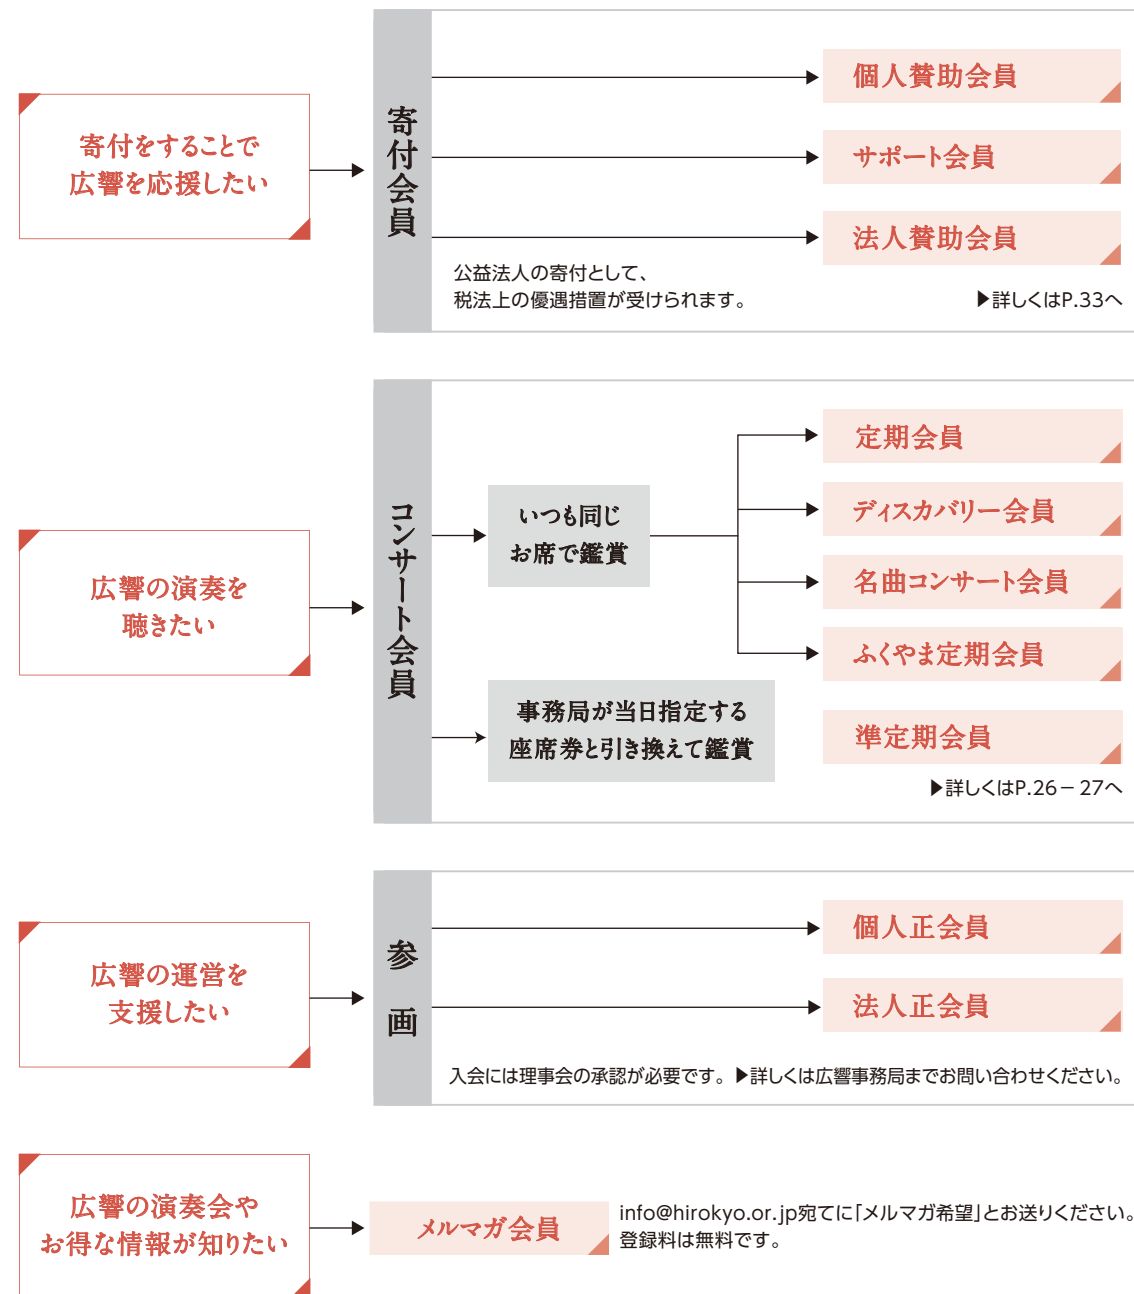 寄付をすることで
広響を応援したい
寄付会員
個人賛助会員
サポート会員
法人賛助会員
公益法人の寄付として、
税法上の優遇措置が受けられます。
▶詳しくはP.33へ
広響の演奏を
聴きたい
コンサート会員
いつも同じ
お席で鑑賞
定期会員
ディスカバリー会員
名曲コンサート会員
ふくやま定期会員
事務局が当日指定する
座席券と引き換えて鑑賞
準定期会員
▶詳しくはP.26－27へ
広響の運営を
支援したい
参画
個人正会員
法人正会員
入会には理事会の承認が必要です。▶詳しくは広響事務局までお問い合わせください。
広響の演奏会や
お得な情報が知りたい
メルマガ会員
info@hirokyo.or.jp宛てに「メルマガ希望」とお送りください。
登録料は無料です。